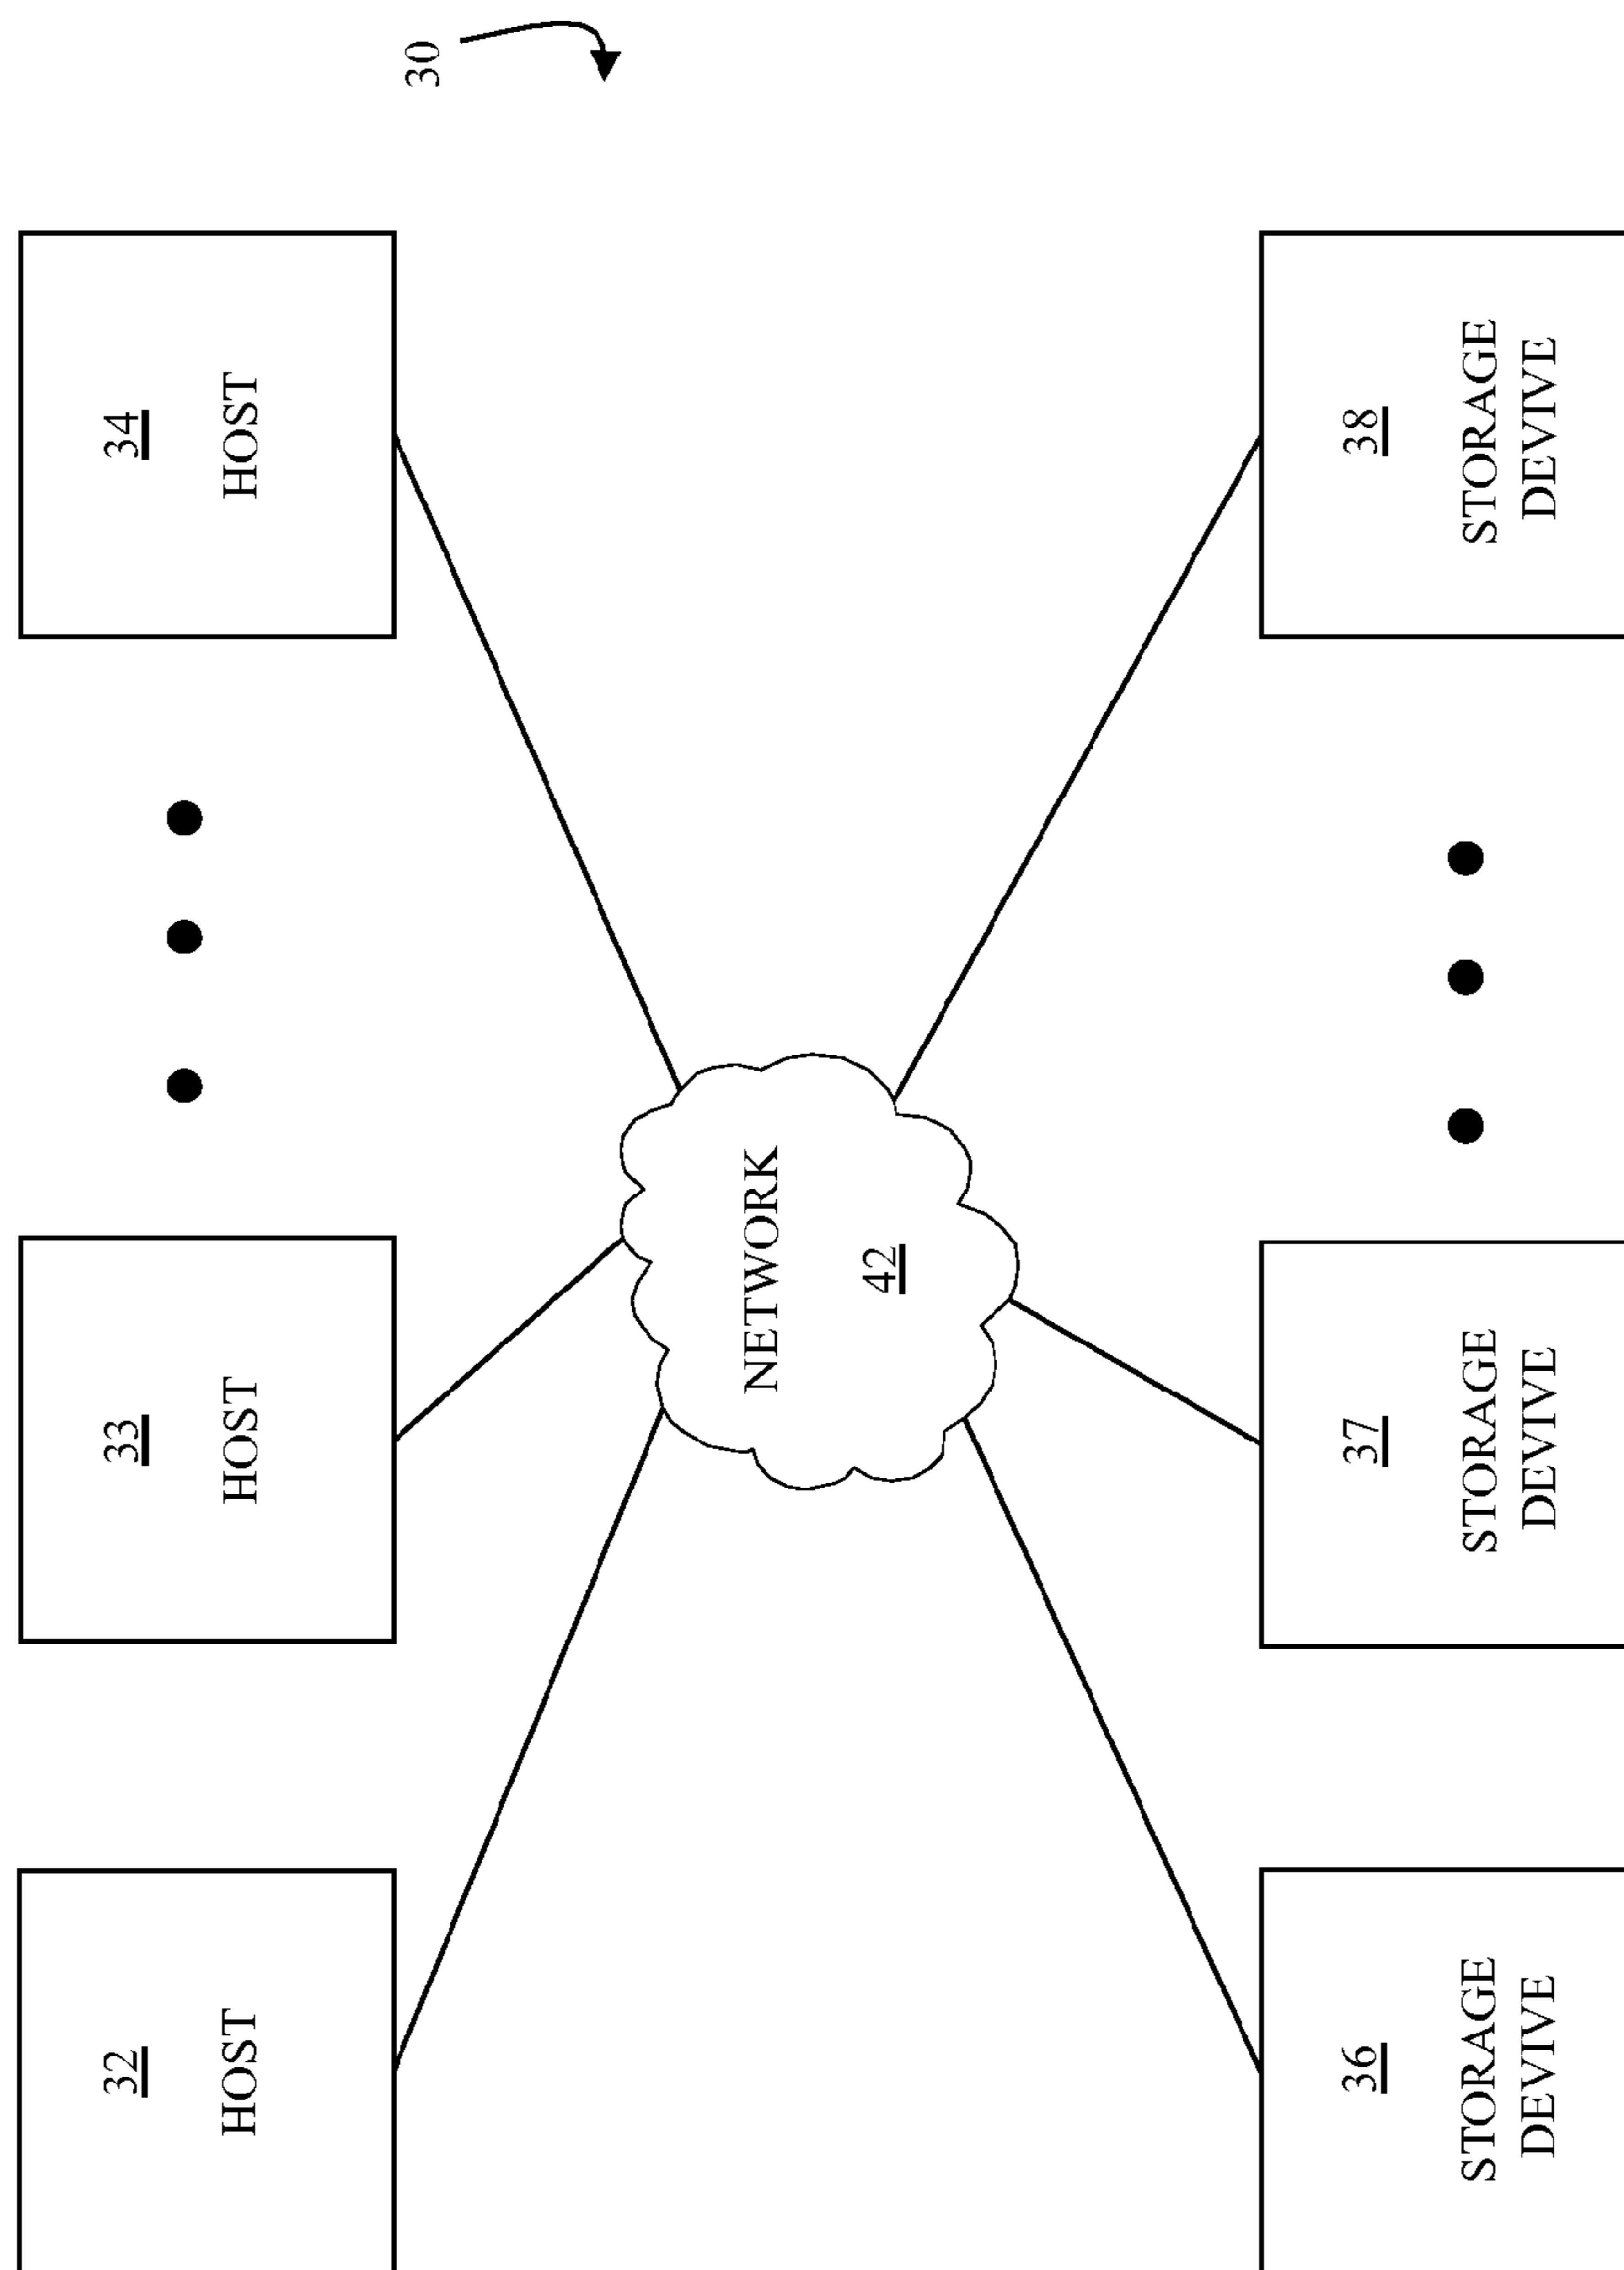 30
32
HOST
33
HOST
34
HOST
NETWORK
42
36
STORAGE
DEVIVE
37
STORAGE
DEVIVE
38
STORAGE
DEVIVE